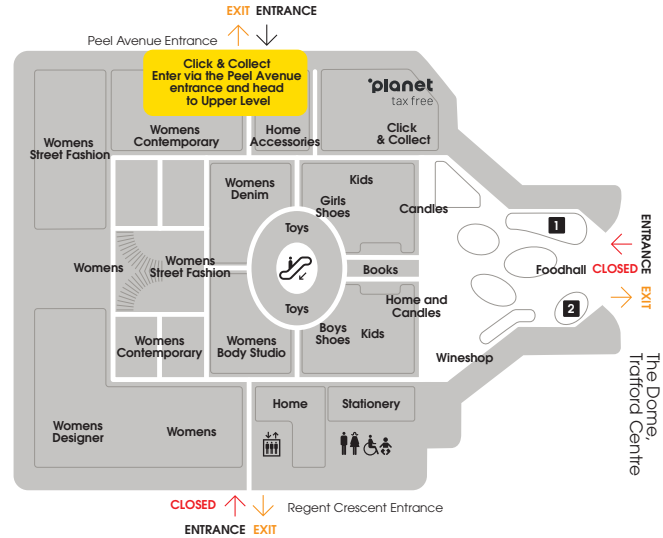 EXIT ENTRANCE
Peel Avenue Entrance
Click & Collect
Enter via the Peel Avenue
entrance and head
to Upper Level
planet
tax free
Click
& Collect
Womens
Contemporary
Home
Accessories
Womens
Street Fashion
Womens
Denim
Kids
Girls
Shoes
Candles
Toys
1
ENTRANCE
CLOSED
EXIT
Womens
Womens
Street Fashion
Books
Foodhall
Toys
Home and
Candles
2
Womens
Contemporary
Womens
Body Studio
Boys
Shoes
Kids
Wineshop
The Dome,
Trafford Centre
Home
Stationery
Womens
Designer
Womens
CLOSED
Regent Crescent Entrance
ENTRANCE EXIT